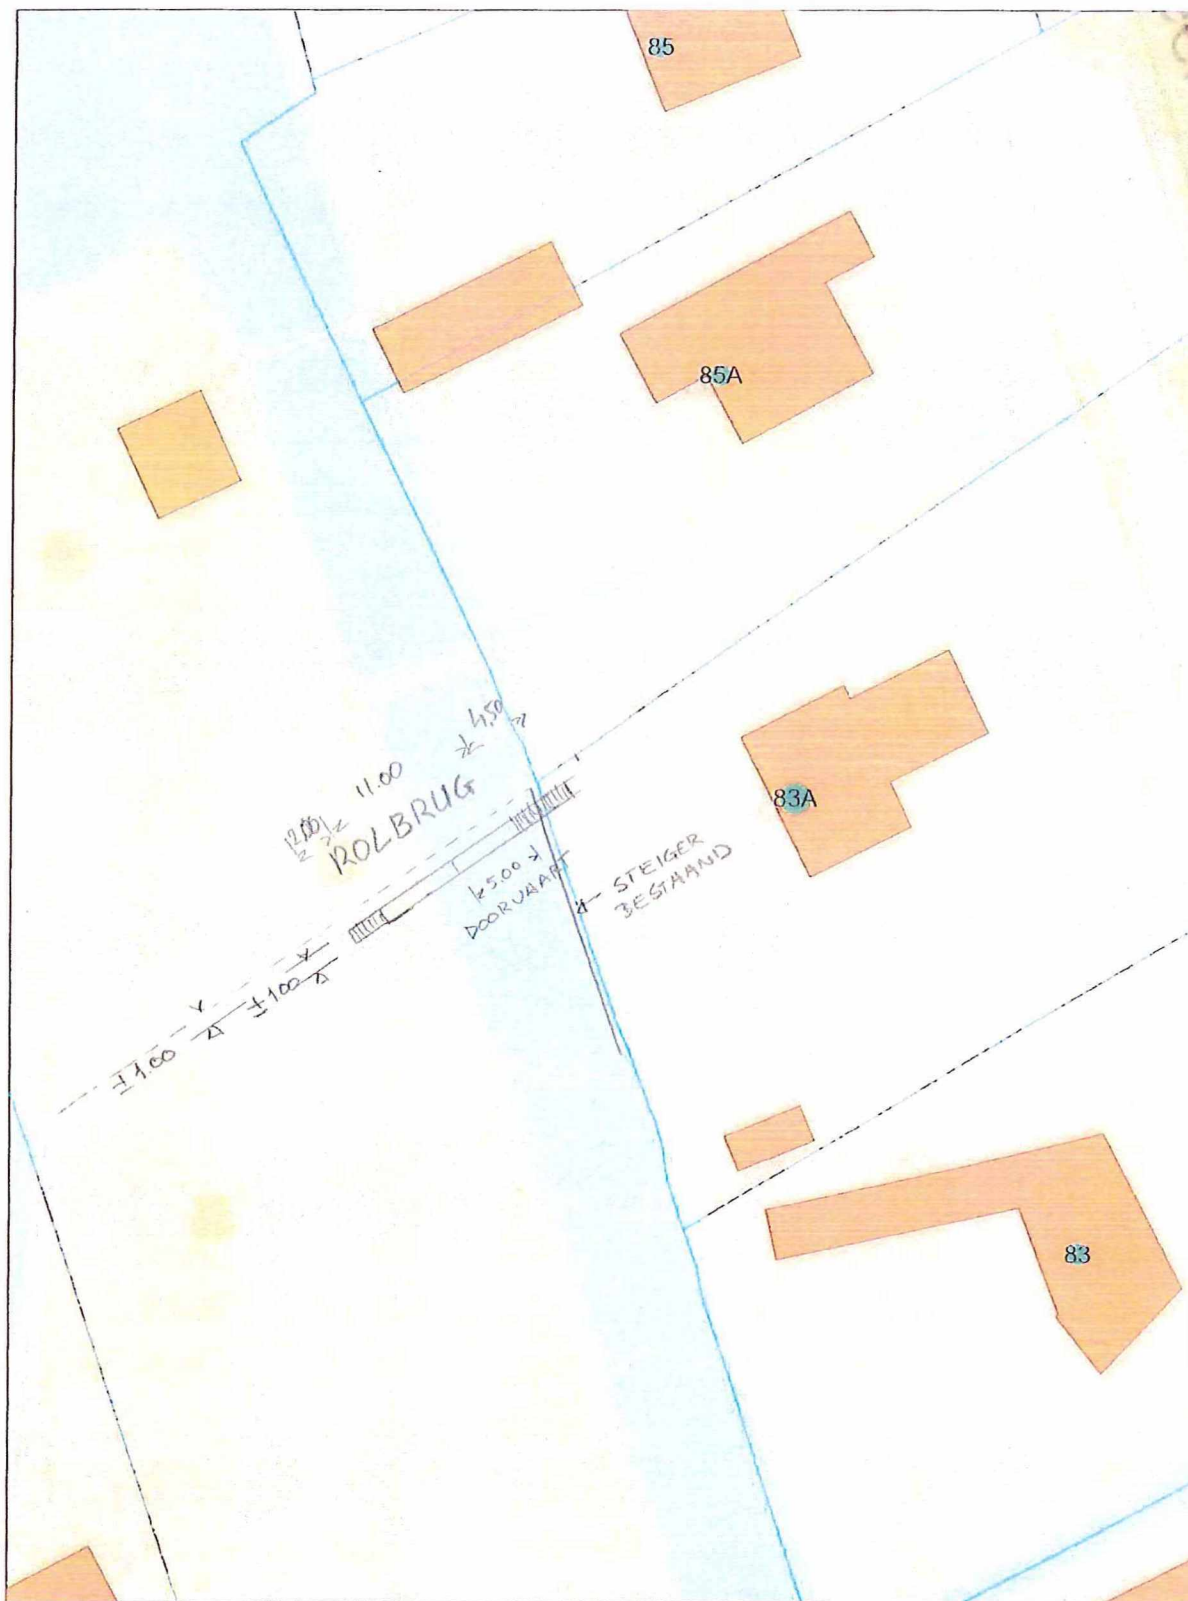 85
85A
4,50
11.00
2,00
ROLBRUG
83A
5.00
DOORVAART
STEIGER
BESTAAND
± 1.00
± 1.00
83